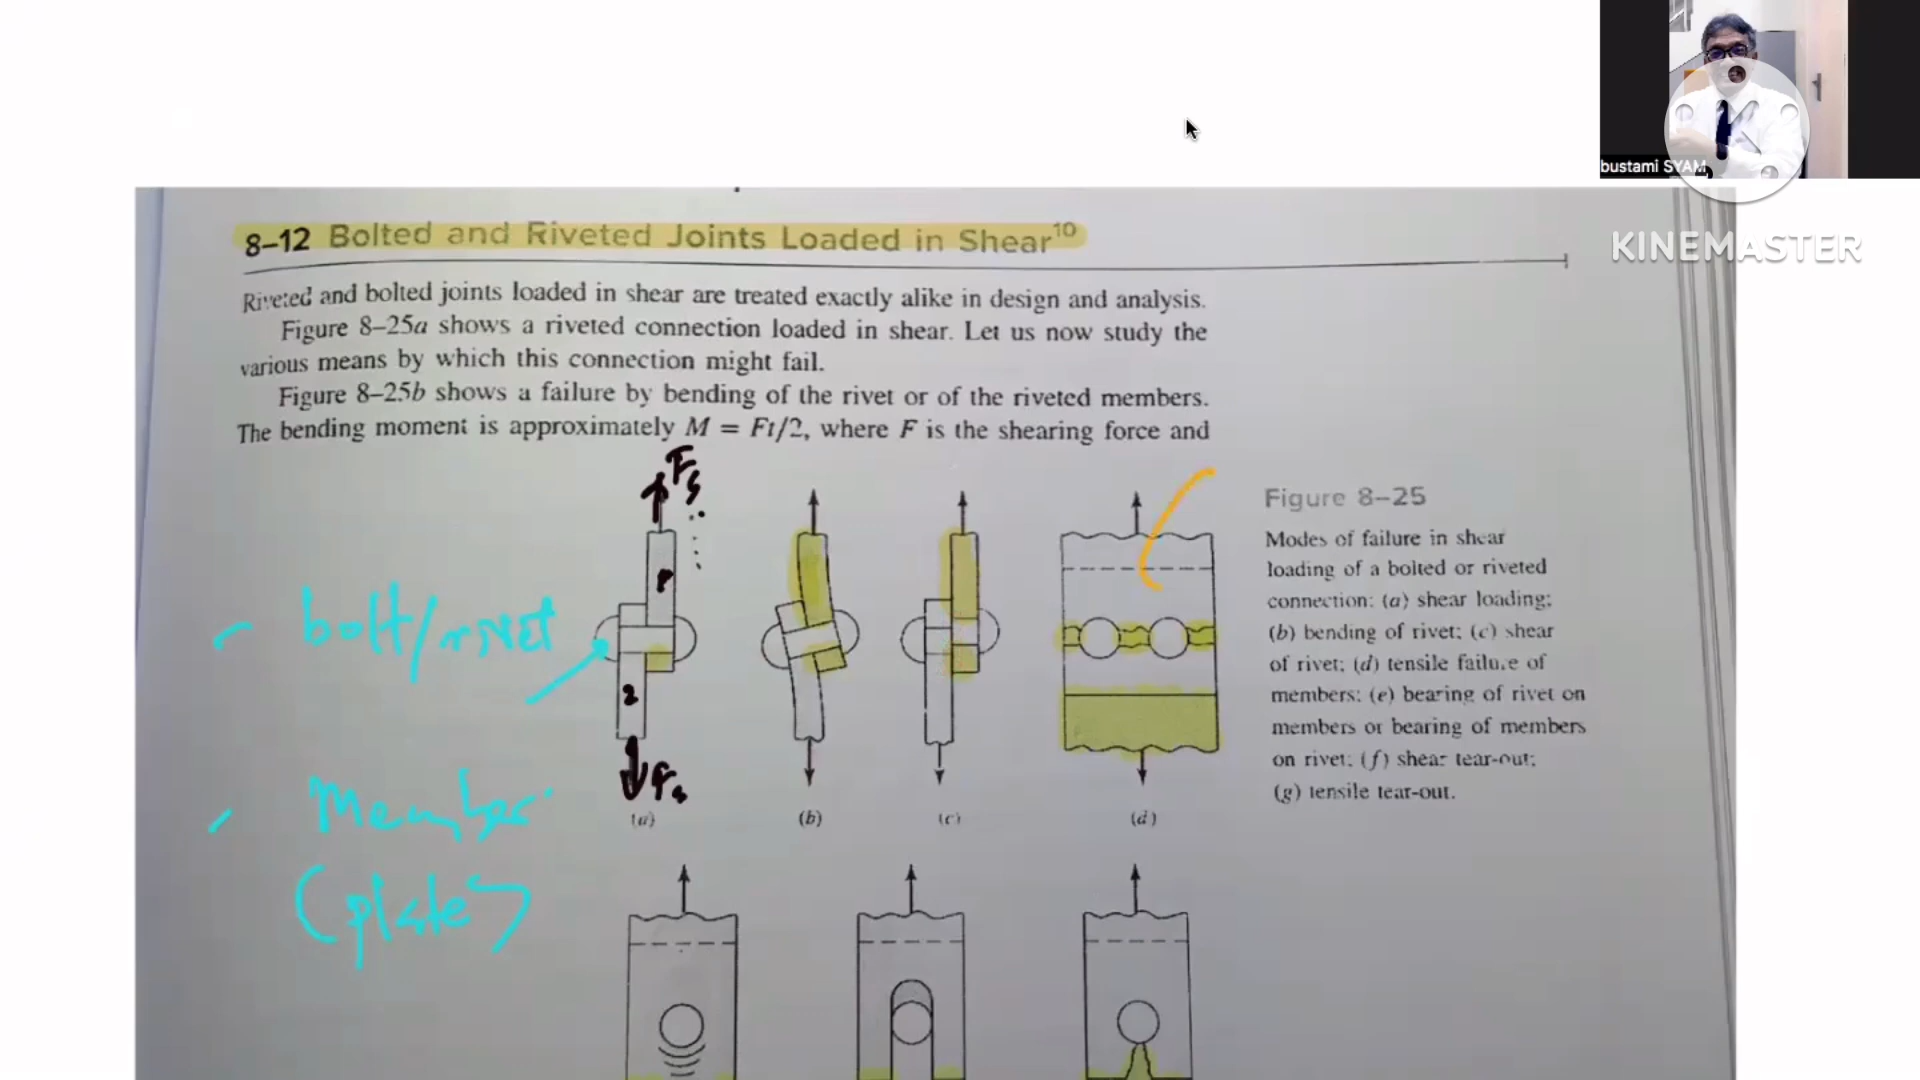 bustami SYAM
KINEMASTER
8–12 Bolted and Riveted Joints Loaded in Shear¹⁰
Riveted and bolted joints loaded in shear are treated exactly alike in design and analysis.
Figure 8–25a shows a riveted connection loaded in shear. Let us now study the
various means by which this connection might fail.
Figure 8–25b shows a failure by bending of the rivet or of the riveted members.
The bending moment is approximately M = Ft/2, where F is the shearing force and
Fs
Figure 8–25
Modes of failure in shear
loading of a bolted or riveted
connection: (a) shear loading;
(b) bending of rivet; (c) shear
of rivet; (d) tensile failure of
members; (e) bearing of rivet on
members or bearing of members
on rivet; (f) shear tear-out;
(g) tensile tear-out.
- bolt/rivet
2
Fs
- Member
(plate)
(a) (b) (c) (d)